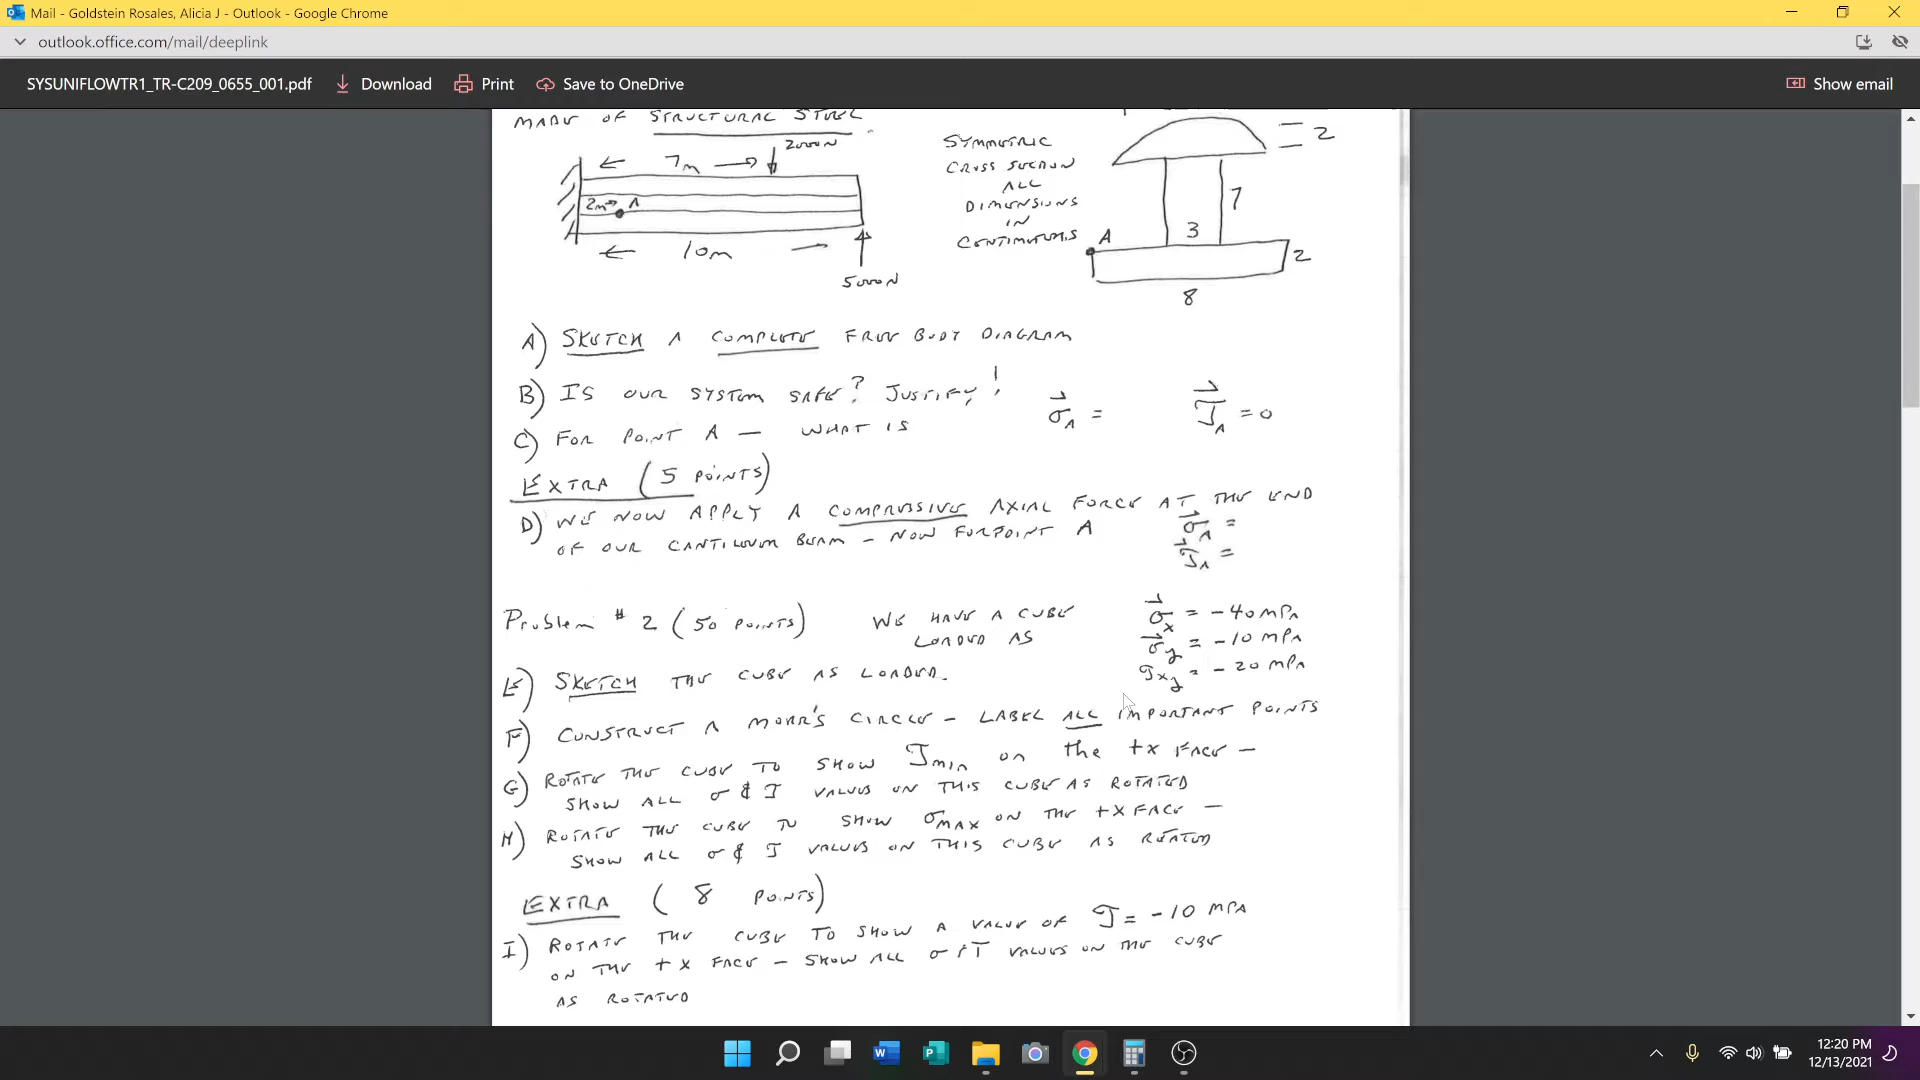 Mail - Goldstein Rosales, Alicia J - Outlook - Google Chrome
outlook.office.com/mail/deeplink
SYSUNIFLOWTR1_TR-C209_0655_001.pdf Download Print Save to OneDrive Show email
MADE OF STRUCTURAL STEEL
2000N
7m
2m A
10m
5000N
SYMMETRIC
CROSS SECTION
ALL
DIMENSIONS
IN
CENTIMETERS
2
7
3
A
2
8
A) SKETCH A COMPLETE FREE BODY DIAGRAM
B) IS OUR SYSTEM SAFE? JUSTIFY!
C) FOR POINT A — WHAT IS σA = τA = 0
EXTRA (5 POINTS)
D) WE NOW APPLY A COMPRESSIVE AXIAL FORCE AT THE END
OF OUR CANTILEVER BEAM - NOW FOR POINT A σA =
τA =
Problem # 2 (50 POINTS) WE HAVE A CUBE
LOADED AS
σx = -40 MPA
σy = -10 MPA
τxy = -20 MPA
E) SKETCH THE CUBE AS LOADED.
F) CONSTRUCT A MOHR'S CIRCLE - LABEL ALL IMPORTANT POINTS
G) ROTATE THE CUBE TO SHOW τMIN on the +x FACE -
SHOW ALL σ & τ VALUES ON THIS CUBE AS ROTATED
H) ROTATE THE CUBE TO SHOW σMAX ON THE +X FACE -
SHOW ALL σ & τ VALUES ON THIS CUBE AS ROTATED
EXTRA (8 POINTS)
I) ROTATE THE CUBE TO SHOW A VALUE OF τ = -10 MPA
ON THE +X FACE - SHOW ALL σ & τ VALUES ON THE CUBE
AS ROTATED
12:20 PM
12/13/2021